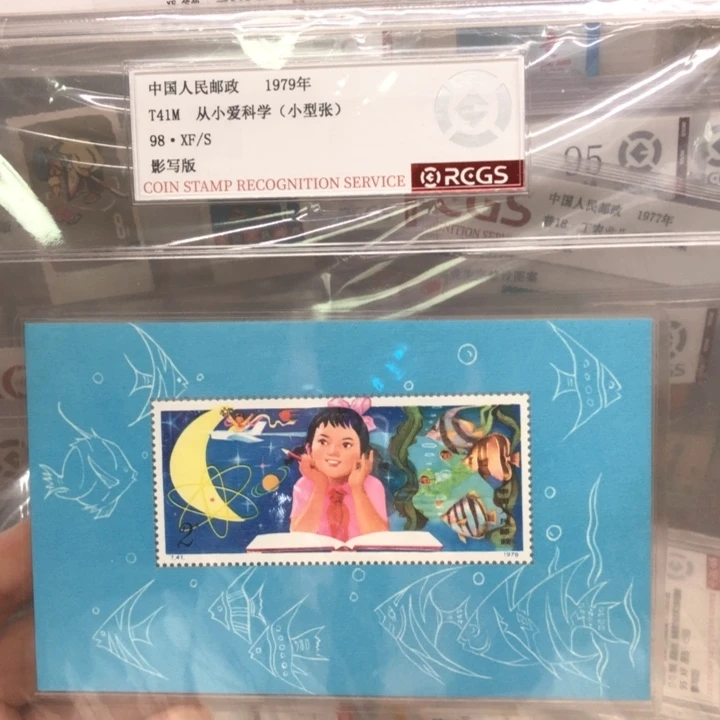 中国人民邮政 1979年
T41M 从小爱科学（小型张）
98·XF/S
影写版
COIN STAMP RECOGNITION SERVICE RCGS
95
中国人民邮政 1977年
2
T.41.
1979